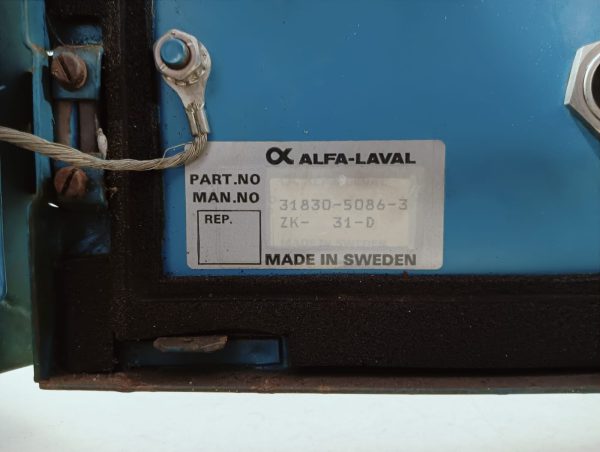 ALFA-LAVAL
PART.NO 31830-5086-3
MAN.NO ZK- 31-D
REP.
MADE IN SWEDEN